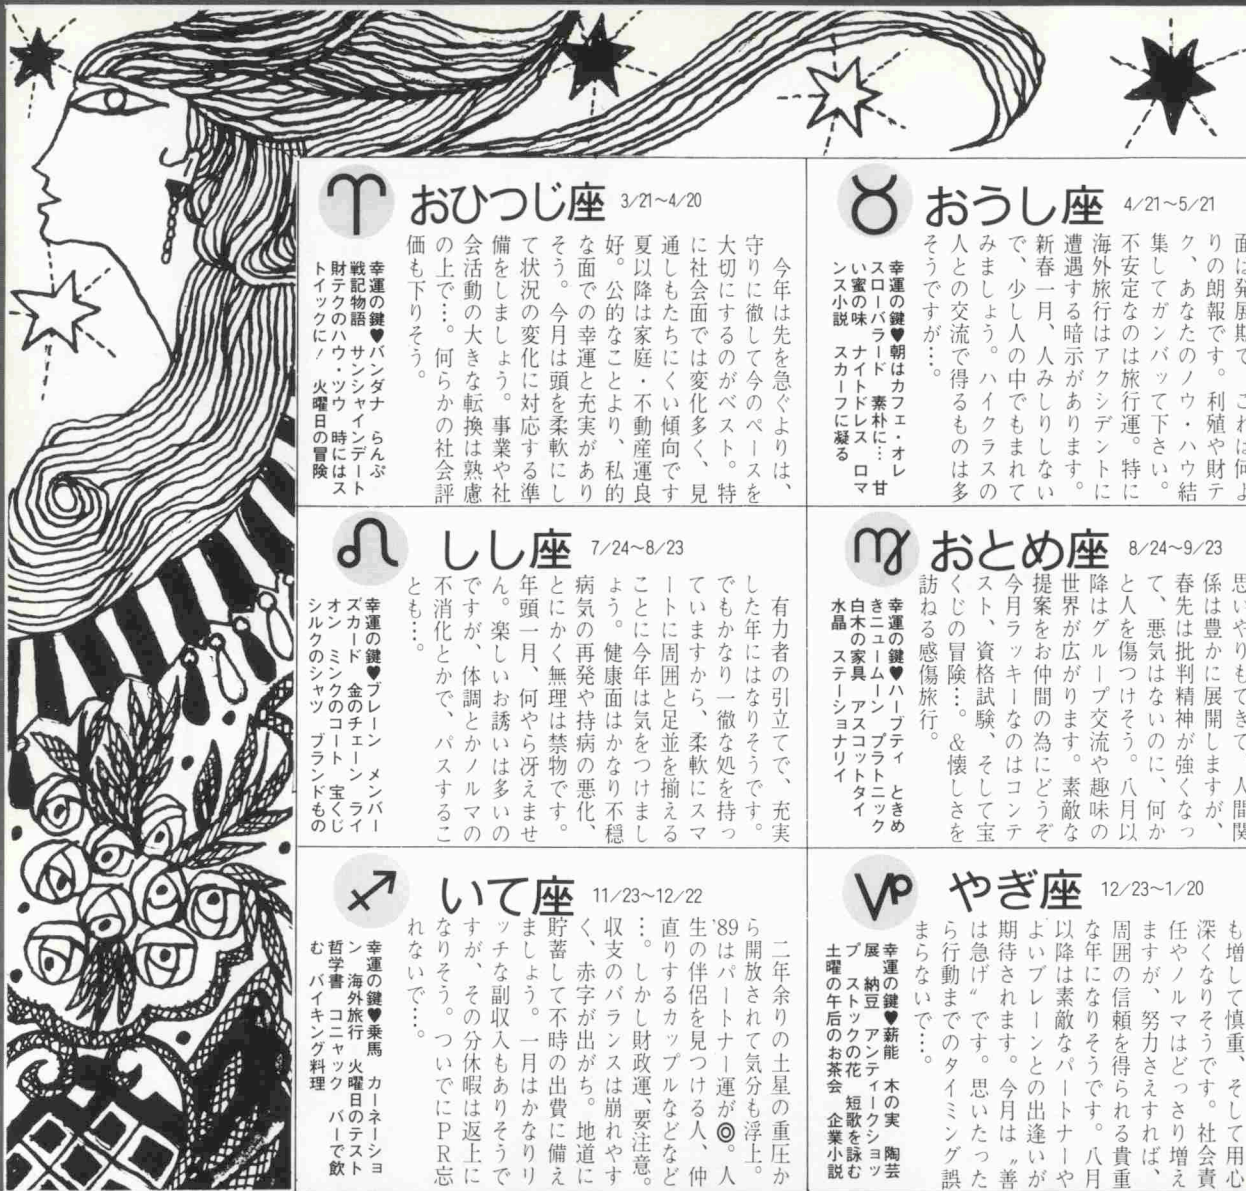 おひつじ座 3/21~4/20
今年は先を急ぐよりは、
守りに徹して今のペースを
大切にするのがベスト。特
に社会面では変化多く、見
通しもたちにくい傾向です
夏以降は家庭・不動産運良
好。公的なことより、私的
な面での幸運と充実があり
そう。今月は頭を柔軟にし
て状況の変化に対応する準
備をしましょう。事業や社
会活動の大きな転換は熟慮
の上で…。何らかの社会評
価も下りそう。
幸運の鍵♥バンダナ らんぷ
戦記物語 サンシャインデート
財テクのハウ・ツウ 時にはス
トイックに! 火曜日の冒険
おうし座 4/21~5/21
面は発展期で、これは何よ
りの朗報です。利殖や財テ
ク、あなたのノウ・ハウ結
集してガンバッて下さい。
不安定なのは旅行運。特に
海外旅行はアクシデントに
遭遇する暗示があります。
新春一月、人みしりしない
で、少し人の中でもまれて
みましょう。ハイクラスの
人との交流で得るものは多
そうですが…。
幸運の鍵♥朝はカフェ・オレ
スローバラード 素朴に… 甘
い蜜の味 ナイトドレス ロマ
ンス小説 スカーフに凝る
しし座 7/24~8/23
有力者の引立てで、充実
した年にはなりそうです。
でもかなり一徹な処を持っ
ていますから、柔軟にスマ
ートに周囲と足並を揃える
ことに今年は気をつけまし
ょう。健康面はかなり不穏
病気の再発や持病の悪化、
とにかく無理は禁物です。
年頭一月、何やら冴えませ
ん。楽しいお誘いは多いの
ですが、体調とかノルマの
不消化とかで、パスするこ
とも…。
幸運の鍵♥ブレーン メンバー
ズカード 金のチェーン ライ
オン ミンクのコート 宝くじ
シルクのシャツ ブランドもの
おとめ座 8/24~9/23
思いやりもでき、人間関
係は豊かに展開しますが、
春先は批判精神が強くなっ
て、悪気はないのに、何か
と人を傷つけそう。八月以
降はグループ交流や趣味の
世界が広がります。素敵な
提案をお仲間の為にどうぞ
今月ラッキーなのはコンテ
スト、資格試験、そして宝
くじの冒険…。&懐しさを
訪ねる感傷旅行。
幸運の鍵♥ハーブティ ときめ
きニュームーン プラトニック
白木の家具 アスコットタイ
水晶 ステーショナリイ
いて座 11/23~12/22
二年余りの土星の重圧か
ら開放されて気分も浮上。
'89はパートナー運が◎。人
生の伴侶を見つける人、仲
直りするカップルなどなど
…。しかし財政運、要注意。
収支のバランスは崩れやす
く、赤字が出がち。地道に
貯蓄して不時の出費に備え
ましょう。一月はかなりリ
ッチな副収入もありそうで
すが、その分休暇は返上に
なりそう。ついでにPR忘
れないで…。
幸運の鍵♥乗馬 カーネーショ
ン 海外旅行 火曜日のテスト
哲学書 コニャック バーで飲
む バイキング料理
やぎ座 12/23~1/20
も増して慎重、そして用心
深くなりそうです。社会責
任やノルマはどっさり増え
ますが、努力さえすれば、
周囲の信頼を得られる貴重
な年になりそうです。八月
以降は素敵なパートナーや
よいブレーンとの出逢いが
期待されます。今月は〝善
は急げ〟です。思いたった
ら行動までのタイミング誤
まらないで…。
幸運の鍵♥薪能 木の実 陶芸
展 納豆 アンティークショッ
プ ストックの花 短歌を詠む
土曜の午后のお茶会 企業小説